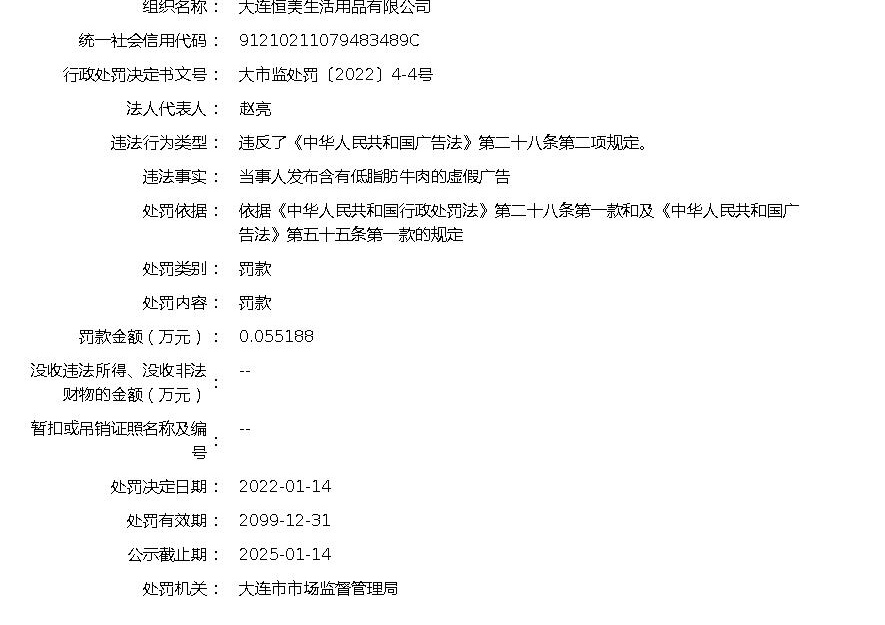 组织名称： 大连恒美生活用品有限公司
统一社会信用代码： 91210211079483489C
行政处罚决定书文号： 大市监处罚〔2022〕4-4号
法人代表人： 赵亮
违法行为类型： 违反了《中华人民共和国广告法》第二十八条第二项规定。
违法事实： 当事人发布含有低脂肪牛肉的虚假广告
处罚依据： 依据《中华人民共和国行政处罚法》第二十八条第一款和及《中华人民共和国广
告法》第五十五条第一款的规定
处罚类别： 罚款
处罚内容： 罚款
罚款金额（万元）： 0.055188
没收违法所得、没收非法
财物的金额（万元）： --
暂扣或吊销证照名称及编
号： --
处罚决定日期： 2022-01-14
处罚有效期： 2099-12-31
公示截止期： 2025-01-14
处罚机关： 大连市市场监督管理局